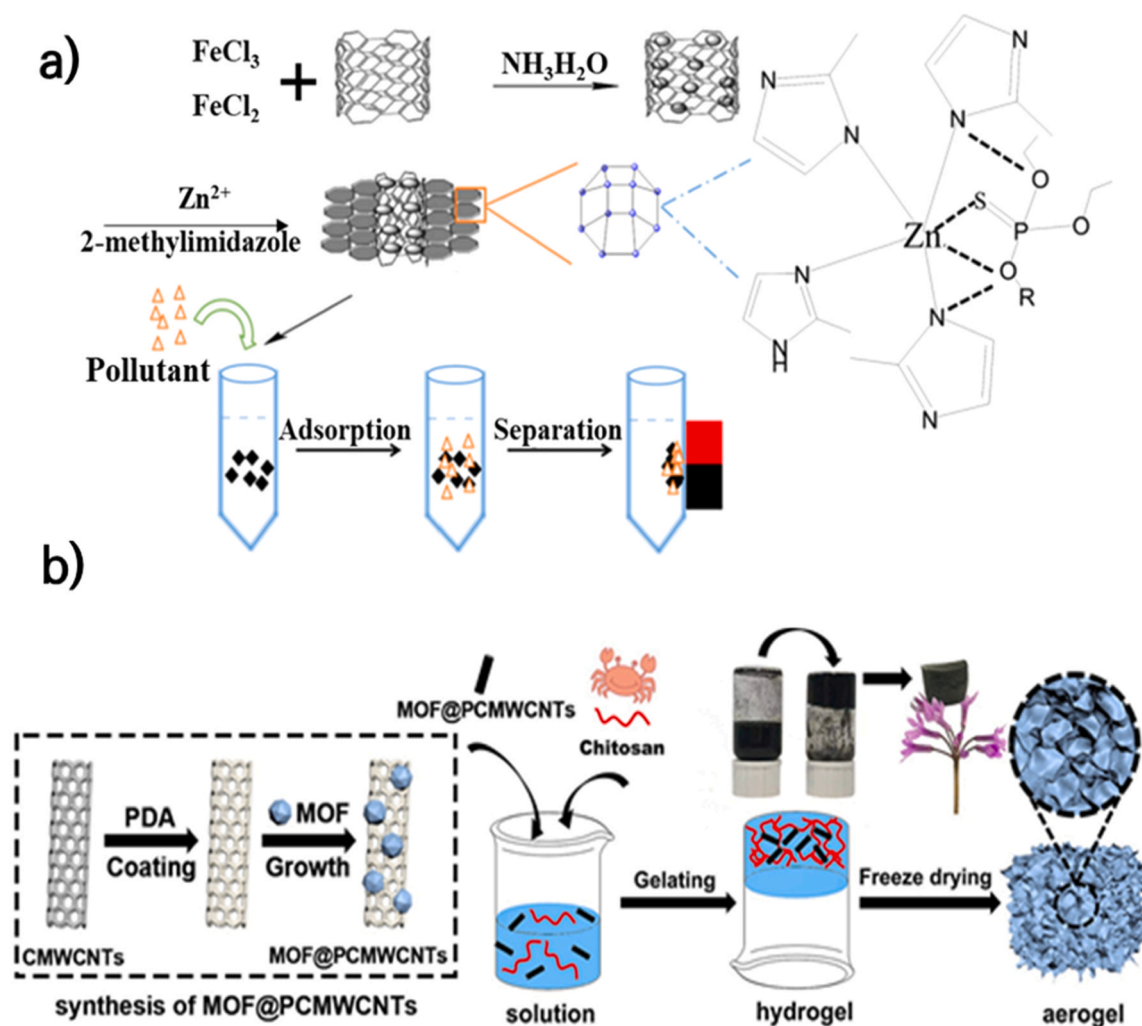 a)
FeCl3
FeCl2
+
NH3H2O
Zn2+
2-methylimidazole
Pollutant
Adsorption
Separation
N
N
N
N
N
N
H
N
N
Zn
S
P
O
O
O
R
b)
MOF@PCMWCNTs
Chitosan
PDA
Coating
MOF
Growth
CMWCNTs
MOF@PCMWCNTs
synthesis of MOF@PCMWCNTs
solution
Gelating
hydrogel
Freeze drying
aerogel